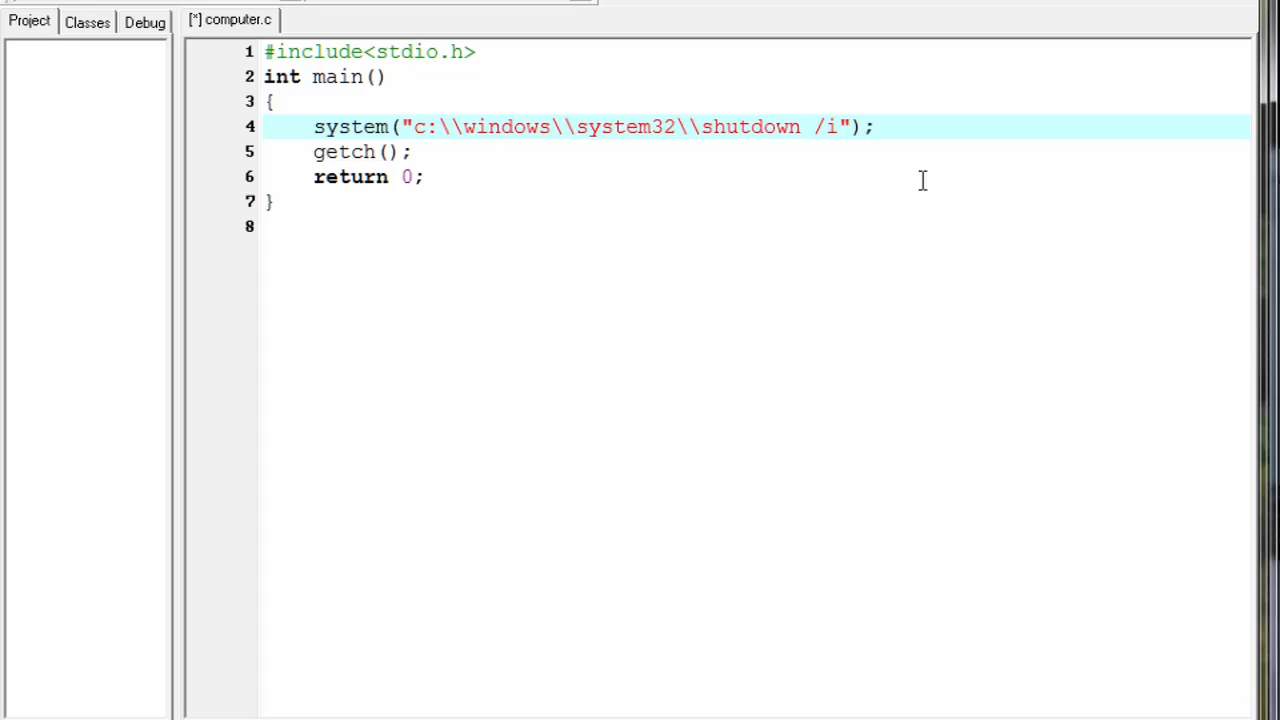 Project Classes Debug [*] computer.c
1 #include<stdio.h>
2 int main()
3 {
4 system("c:\\windows\\system32\\shutdown /i");
5 getch();
6 return 0;
7 }
8